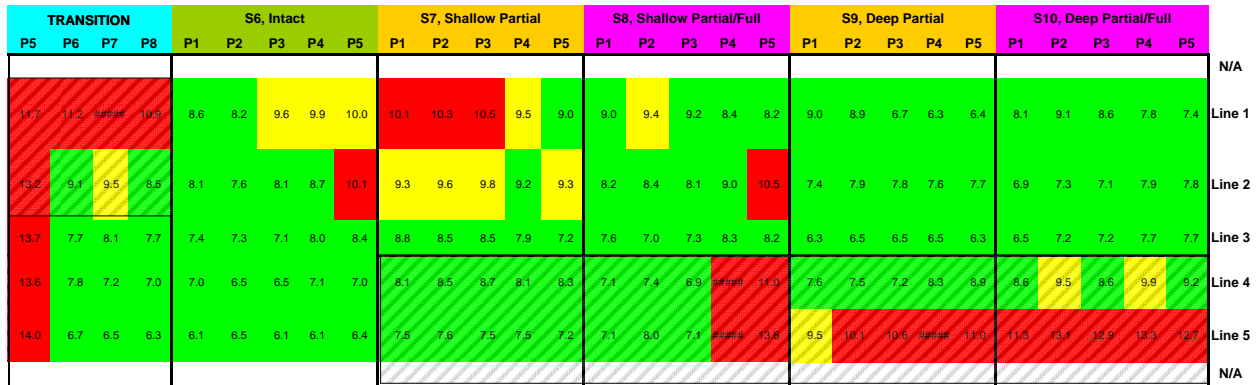 TRANSITION S6, Intact S7, Shallow Partial S8, Shallow Partial/Full S9, Deep Partial S10, Deep Partial/Full
P5 P6 P7 P8 P1 P2 P3 P4 P5 P1 P2 P3 P4 P5 P1 P2 P3 P4 P5 P1 P2 P3 P4 P5 P1 P2 P3 P4 P5
N/A
11.7 11.2 ##### 10.9 8.6 8.2 9.6 9.9 10.0 10.1 10.3 10.5 9.5 9.0 9.0 9.4 9.2 8.4 8.2 9.0 8.9 6.7 6.3 6.4 8.1 9.1 8.6 7.8 7.4 Line 1
13.2 9.1 9.5 8.5 8.1 7.6 8.1 8.7 10.1 9.3 9.6 9.8 9.2 9.3 8.2 8.4 8.1 9.0 10.5 7.4 7.9 7.8 7.6 7.7 6.9 7.3 7.1 7.9 7.8 Line 2
13.7 7.7 8.1 7.7 7.4 7.3 7.1 8.0 8.4 8.8 8.5 8.5 7.9 7.2 7.6 7.0 7.3 8.3 8.2 6.3 6.5 6.5 6.5 6.3 6.5 7.2 7.2 7.7 7.7 Line 3
13.6 7.8 7.2 7.0 7.0 6.5 6.5 7.1 7.0 8.1 8.5 8.7 8.1 8.3 7.1 7.4 6.9 ##### 11.0 7.6 7.5 7.2 8.3 8.9 8.6 9.5 8.6 9.9 9.2 Line 4
14.0 6.7 6.5 6.3 6.1 6.5 6.1 6.1 6.4 7.5 7.6 7.5 7.5 7.2 7.1 8.0 7.1 ##### 13.6 9.5 10.1 10.6 ##### 11.0 11.3 13.1 12.9 13.3 12.7 Line 5
N/A